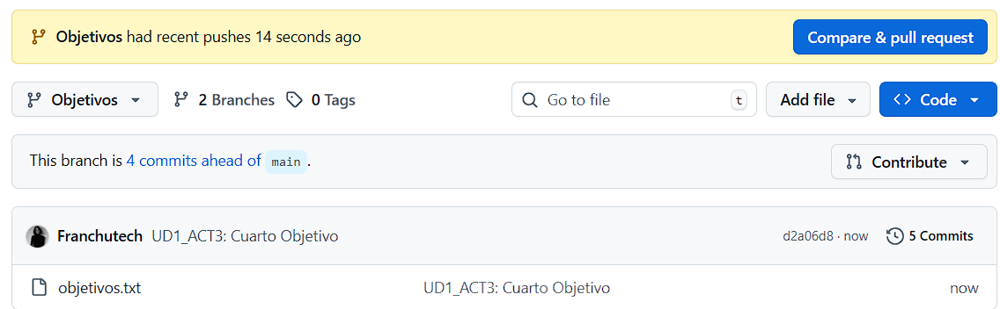 Objetivos had recent pushes 14 seconds ago
Compare & pull request
Objetivos
2 Branches
0 Tags
Go to file
t
Add file
Code
This branch is 4 commits ahead of main.
Contribute
Franchutech UD1_ACT3: Cuarto Objetivo
d2a06d8 · now
5 Commits
objetivos.txt
UD1_ACT3: Cuarto Objetivo
now